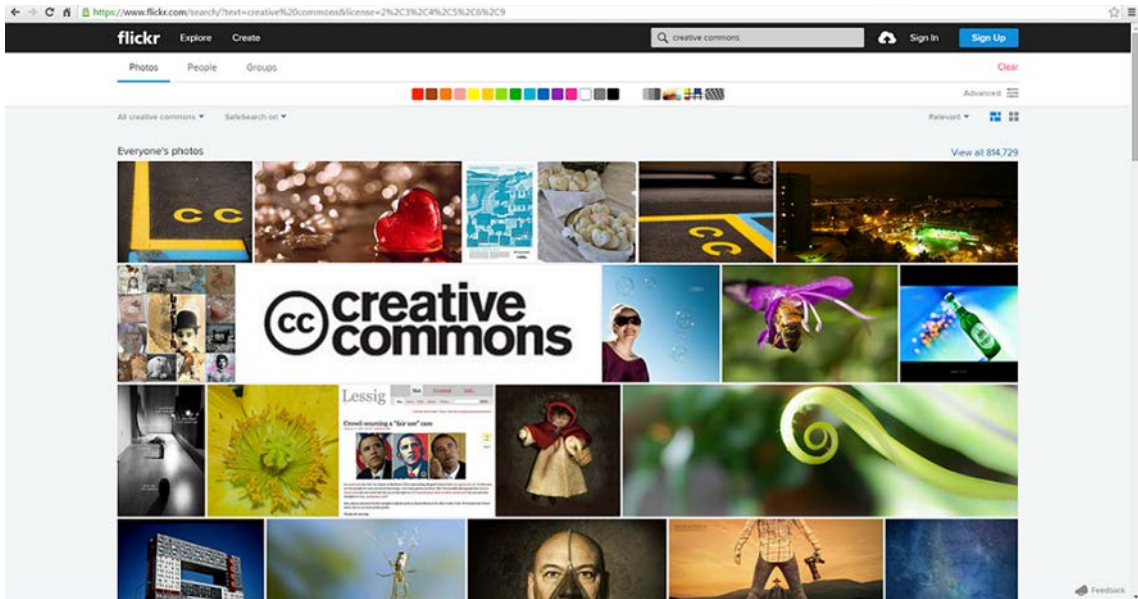 https://www.flickr.com/search/?text=creative%20commons&license=2%2C3%2C4%2C5%2C6%2C9
flickr Explore Create creative commons Sign In Sign Up
Photos People Groups Clear
Advanced
All creative commons SafeSearch on Relevant
Everyone's photos View all 814,729
CC
CC
cc creative
commons
Lessig
Crowd-sourcing a "fair use" case
Feedback